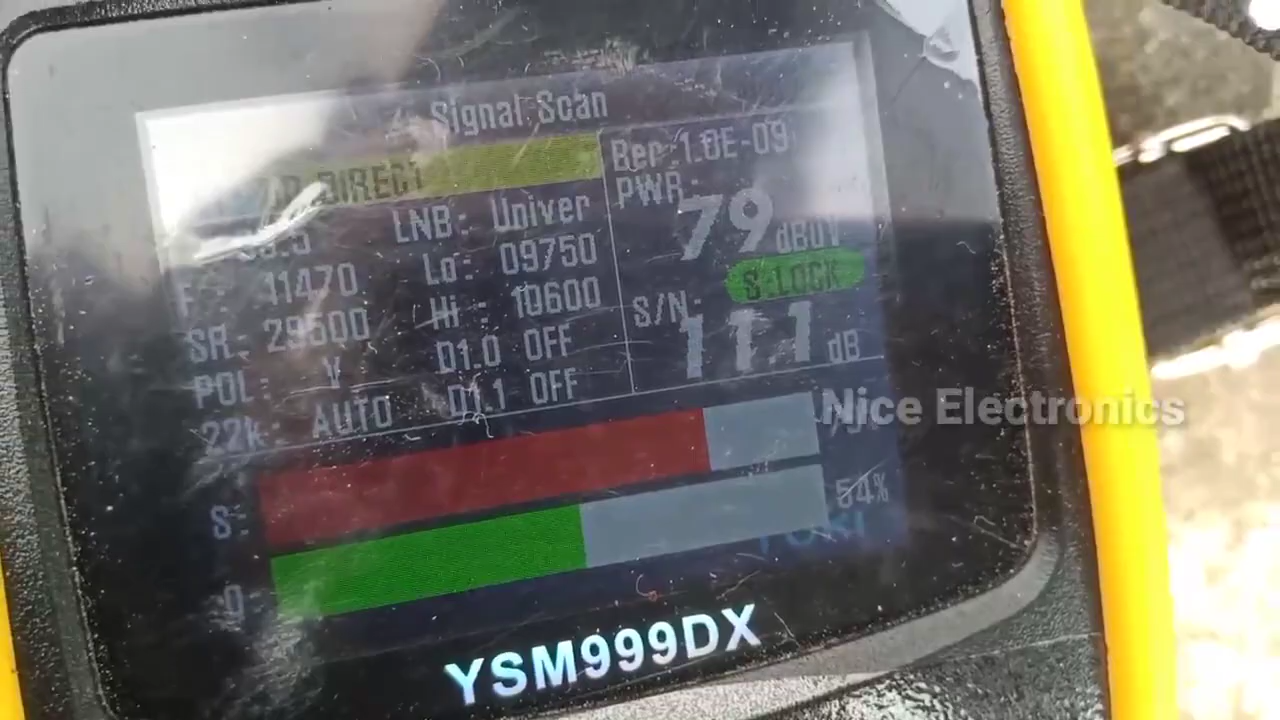 Signal Scan
DIRECT
Ber:1.0E-09
PWR:
79 dBUV
LNB: Univer
F: 11470
Lo: 09750
S-LOCK
SR: 29500
Hi: 10600
S/N:
11.1 dB
POL: V
D1.0 OFF
22k: AUTO
D1.1 OFF
S:
Q:
54%
YSM999DX
Nice Electronics